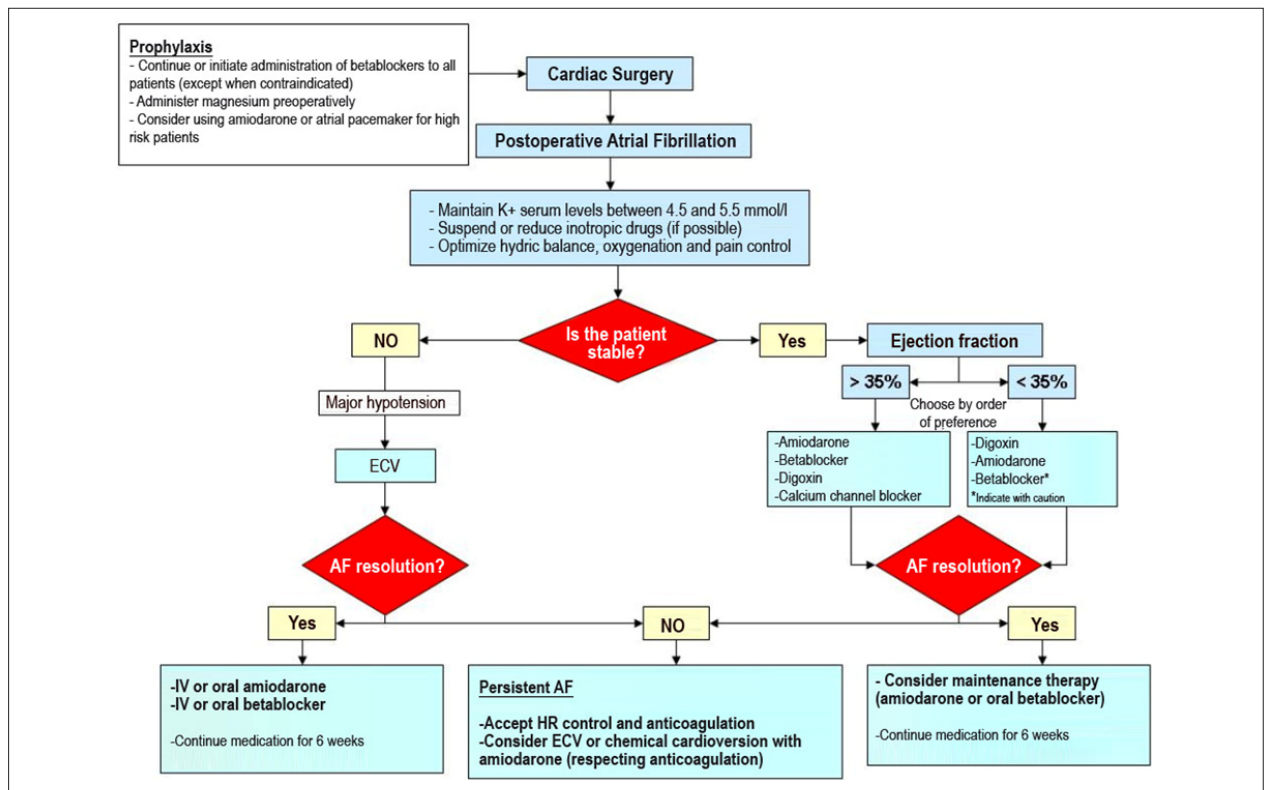 Prophylaxis
- Continue or initiate administration of betablockers to all
patients (except when contraindicated)
- Administer magnesium preoperatively
- Consider using amiodarone or atrial pacemaker for high
risk patients
Cardiac Surgery
Postoperative Atrial Fibrillation
- Maintain K+ serum levels between 4.5 and 5.5 mmol/l
- Suspend or reduce inotropic drugs (if possible)
- Optimize hydric balance, oxygenation and pain control
Is the patient
stable?
NO
Yes
Ejection fraction
Major hypotension
> 35%
< 35%
Choose by order
of preference
ECV
-Amiodarone
-Betablocker
-Digoxin
-Calcium channel blocker
-Digoxin
-Amiodarone
-Betablocker*
*Indicate with caution
AF resolution?
AF resolution?
Yes
NO
Yes
-IV or oral amiodarone
-IV or oral betablocker
-Continue medication for 6 weeks
Persistent AF
-Accept HR control and anticoagulation
-Consider ECV or chemical cardioversion with
amiodarone (respecting anticoagulation)
- Consider maintenance therapy
(amiodarone or oral betablocker)
-Continue medication for 6 weeks